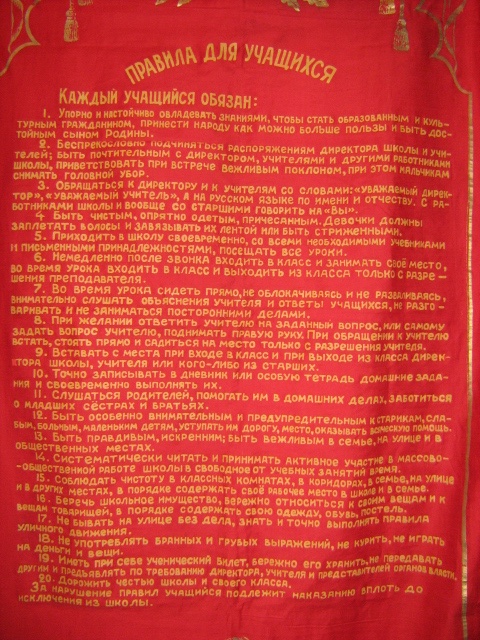 ПРАВИЛА ДЛЯ УЧАЩИХСЯ
КАЖДЫЙ УЧАЩИЙСЯ ОБЯЗАН:
1. УПОРНО И НАСТОЙЧИВО ОВЛАДЕВАТЬ ЗНАНИЯМИ, ЧТОБЫ СТАТЬ ОБРАЗОВАННЫМ И КУЛЬ-
ТУРНЫМ ГРАЖДАНИНОМ, ПРИНЕСТИ НАРОДУ КАК МОЖНО БОЛЬШЕ ПОЛЬЗЫ И БЫТЬ ДОС-
ТОЙНЫМ СЫНОМ РОДИНЫ.
2. БЕСПРЕКОСЛОВНО ПОДЧИНЯТЬСЯ РАСПОРЯЖЕНИЯМ ДИРЕКТОРА ШКОЛЫ И УЧИ-
ТЕЛЕЙ; БЫТЬ ПОЧТИТЕЛЬНЫМ С ДИРЕКТОРОМ, УЧИТЕЛЯМИ И ДРУГИМИ РАБОТНИКАМИ
ШКОЛЫ, ПРИВЕТСТВОВАТЬ ПРИ ВСТРЕЧЕ ВЕЖЛИВЫМ ПОКЛОНОМ, ПРИ ЭТОМ МАЛЬЧИКАМ
СНИМАТЬ ГОЛОВНОЙ УБОР.
3. ОБРАЩАТЬСЯ К ДИРЕКТОРУ И К УЧИТЕЛЯМ СО СЛОВАМИ: «УВАЖАЕМЫЙ ДИРЕК-
ТОР», «УВАЖАЕМЫЙ УЧИТЕЛЬ», А НА РУССКОМ ЯЗЫКЕ ПО ИМЕНИ И ОТЧЕСТВУ. С РА-
БОТНИКАМИ ШКОЛЫ И ВООБЩЕ СО СТАРШИМИ ГОВОРИТЬ НА «ВЫ».
4 БЫТЬ ЧИСТЫМ, ОПРЯТНО ОДЕТЫМ, ПРИЧЕСАННЫМ. ДЕВОЧКИ ДОЛЖНЫ
ЗАПЛЕТАТЬ ВОЛОСЫ И ЗАВЯЗЫВАТЬ ИХ ЛЕНТОЙ ИЛИ БЫТЬ СТРИЖЕННЫМИ.
5. ПРИХОДИТЬ В ШКОЛУ СВОЕВРЕМЕННО, СО ВСЕМИ НЕОБХОДИМЫМИ УЧЕБНИКАМИ
И ПИСЬМЕННЫМИ ПРИНАДЛЕЖНОСТЯМИ, ПОСЕЩАТЬ ВСЕ УРОКИ.
6. НЕМЕДЛЕННО ПОСЛЕ ЗВОНКА ВХОДИТЬ В КЛАСС И ЗАНИМАТЬ СВОЁ МЕСТО,
ВО ВРЕМЯ УРОКА ВХОДИТЬ В КЛАСС И ВЫХОДИТЬ ИЗ КЛАССА ТОЛЬКО С РАЗРЕ-
ШЕНИЯ ПРЕПОДАВАТЕЛЯ.
7. ВО ВРЕМЯ УРОКА СИДЕТЬ ПРЯМО, НЕ ОБЛОКАЧИВАЯСЬ И НЕ РАЗВАЛИВАЯСЬ,
ВНИМАТЕЛЬНО СЛУШАТЬ ОБЪЯСНЕНИЯ УЧИТЕЛЯ И ОТВЕТЫ УЧАЩИХСЯ, НЕ РАЗГО-
ВАРИВАТЬ И НЕ ЗАНИМАТЬСЯ ПОСТОРОННИМИ ДЕЛАМИ.
8. ПРИ ЖЕЛАНИИ ОТВЕТИТЬ УЧИТЕЛЮ НА ЗАДАННЫЙ ВОПРОС, ИЛИ САМОМУ
ЗАДАТЬ ВОПРОС УЧИТЕЛЮ, ПОДНИМАТЬ ПРАВУЮ РУКУ. ПРИ ОБРАЩЕНИИ К УЧИТЕЛЮ
ВСТАТЬ, СТОЯТЬ ПРЯМО И САДИТЬСЯ НА МЕСТО ТОЛЬКО С РАЗРЕШЕНИЯ УЧИТЕЛЯ.
9. ВСТАВАТЬ С МЕСТА ПРИ ВХОДЕ В КЛАСС И ПРИ ВЫХОДЕ ИЗ КЛАССА ДИРЕК-
ТОРА ШКОЛЫ, УЧИТЕЛЯ ИЛИ КОГО-ЛИБО ИЗ СТАРШИХ.
10. ТОЧНО ЗАПИСЫВАТЬ В ДНЕВНИК ИЛИ ОСОБУЮ ТЕТРАДЬ ДОМАШНИЕ ЗАДА-
НИЯ И СВОЕВРЕМЕННО ВЫПОЛНЯТЬ ИХ.
11. СЛУШАТЬСЯ РОДИТЕЛЕЙ, ПОМОГАТЬ ИМ В ДОМАШНИХ ДЕЛАХ, ЗАБОТИТЬСЯ
О МЛАДШИХ СЁСТРАХ И БРАТЬЯХ.
12. БЫТЬ ОСОБЕННО ВНИМАТЕЛЬНЫМ И ПРЕДУПРЕДИТЕЛЬНЫМ К СТАРИКАМ, СЛА-
БЫМ, БОЛЬНЫМ, МАЛЕНЬКИМ ДЕТЯМ, УСТУПАТЬ ИМ ДОРОГУ, МЕСТО, ОКАЗЫВАТЬ ВСЯЧЕСКУЮ ПОМОЩЬ.
13. БЫТЬ ПРАВДИВЫМ, ИСКРЕННИМ; БЫТЬ ВЕЖЛИВЫМ В СЕМЬЕ, НА УЛИЦЕ И В
ОБЩЕСТВЕННЫХ МЕСТАХ.
14. СИСТЕМАТИЧЕСКИ ЧИТАТЬ И ПРИНИМАТЬ АКТИВНОЕ УЧАСТИЕ В МАССОВО-
-ОБЩЕСТВЕННОЙ РАБОТЕ ШКОЛЫ В СВОБОДНОЕ ОТ УЧЕБНЫХ ЗАНЯТИЙ ВРЕМЯ.
15. СОБЛЮДАТЬ ЧИСТОТУ В КЛАССНЫХ КОМНАТАХ, В КОРИДОРАХ, В СЕМЬЕ, НА УЛИЦЕ
И В ДРУГИХ МЕСТАХ, В ПОРЯДКЕ СОДЕРЖАТЬ СВОЁ РАБОЧЕЕ МЕСТО В ШКОЛЕ И В СЕМЬЕ.
16. БЕРЕЧЬ ШКОЛЬНОЕ ИМУЩЕСТВО, БЕРЕЖНО ОТНОСИТЬСЯ К СВОИМ ВЕЩАМ И К
ВЕЩАМ ТОВАРИЩЕЙ, В ПОРЯДКЕ СОДЕРЖАТЬ СВОЮ ОДЕЖДУ, ОБУВЬ, ПОСТЕЛЬ.
17. НЕ БЫВАТЬ НА УЛИЦЕ БЕЗ ДЕЛА, ЗНАТЬ И ТОЧНО ВЫПОЛНЯТЬ ПРАВИЛА
УЛИЧНОГО ДВИЖЕНИЯ.
18. НЕ УПОТРЕБЛЯТЬ БРАННЫХ И ГРУБЫХ ВЫРАЖЕНИЙ, НЕ КУРИТЬ, НЕ ИГРАТЬ
НА ДЕНЬГИ И ВЕЩИ.
19. ИМЕТЬ ПРИ СЕБЕ УЧЕНИЧЕСКИЙ БИЛЕТ, БЕРЕЖНО ЕГО ХРАНИТЬ, НЕ ПЕРЕДАВАТЬ
ДРУГИМ И ПРЕДЪЯВЛЯТЬ ПО ТРЕБОВАНИЮ ДИРЕКТОРА, УЧИТЕЛЯ И ПРЕДСТАВИТЕЛЕЙ ОРГАНОВ ВЛАСТИ.
20. ДОРОЖИТЬ ЧЕСТЬЮ ШКОЛЫ И СВОЕГО КЛАССА.
ЗА НАРУШЕНИЕ ПРАВИЛ УЧАЩИЙСЯ ПОДЛЕЖИТ НАКАЗАНИЮ ВПЛОТЬ ДО
ИСКЛЮЧЕНИЯ ИЗ ШКОЛЫ.